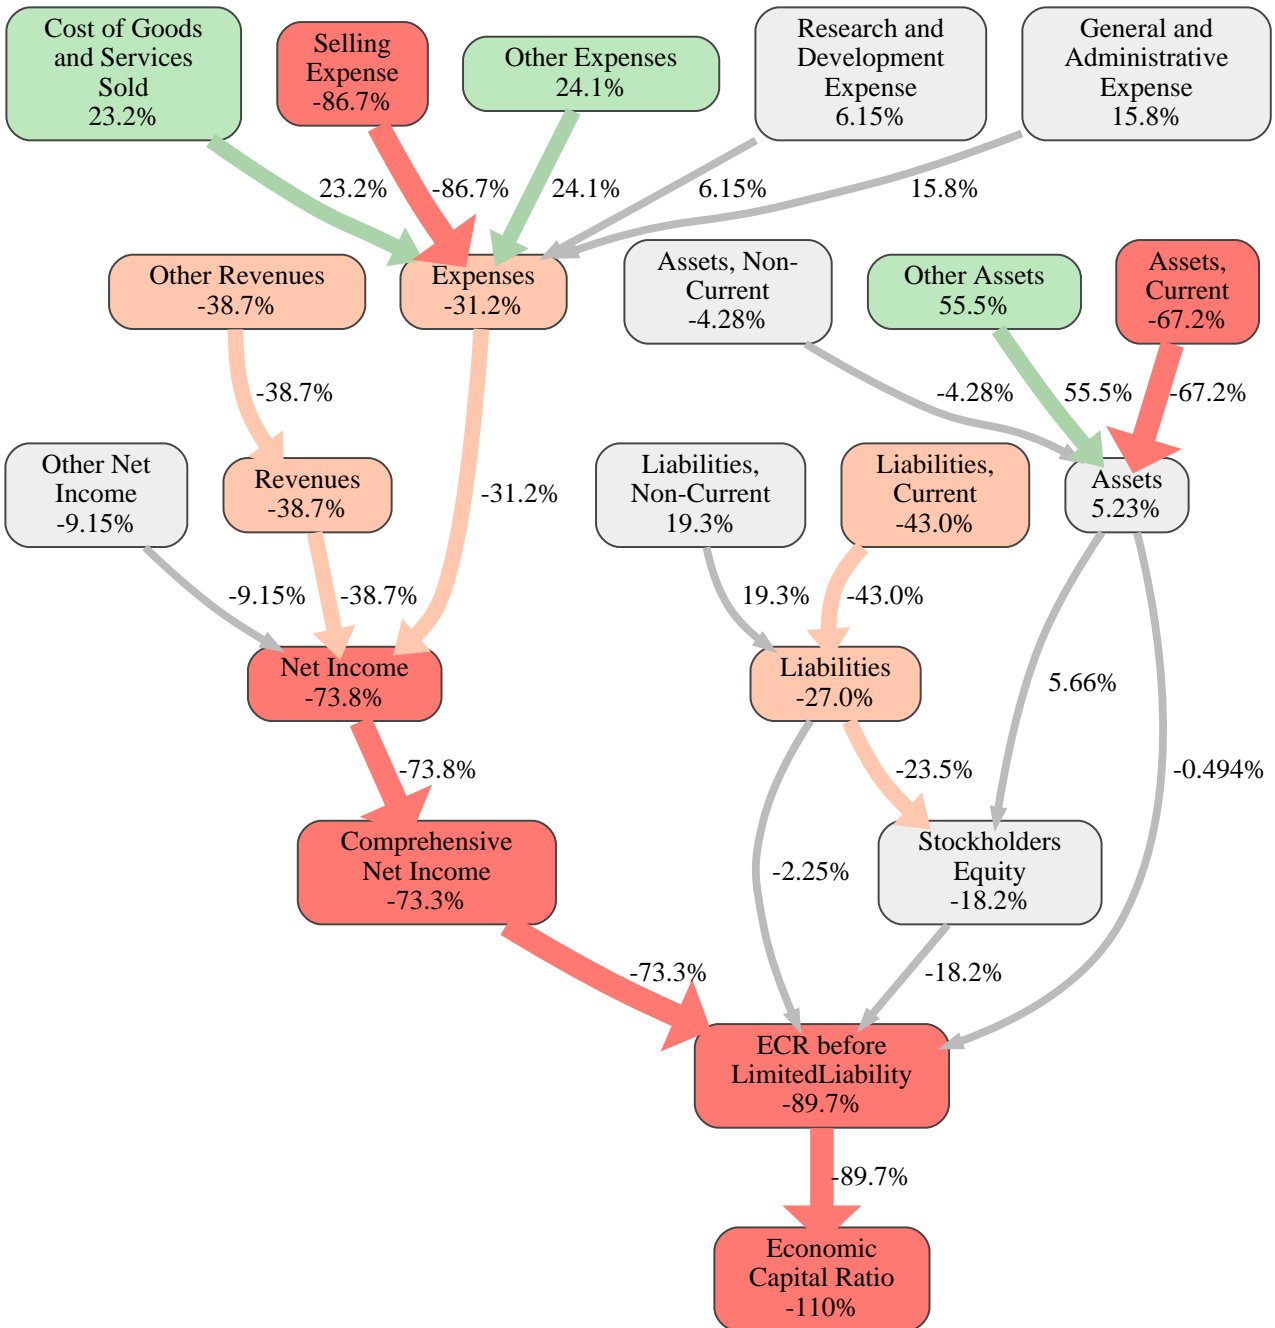 Cost of Goods
and Services
Sold
23.2%
Selling
Expense
-86.7%
Other Expenses
24.1%
Research and
Development
Expense
6.15%
General and
Administrative
Expense
15.8%
23.2%
-86.7%
24.1%
6.15%
15.8%
Other Revenues
-38.7%
Expenses
-31.2%
Assets, Non-
Current
-4.28%
Other Assets
55.5%
Assets,
Current
-67.2%
-38.7%
-31.2%
-4.28%
55.5%
-67.2%
Other Net
Income
-9.15%
Revenues
-38.7%
Liabilities,
Non-Current
19.3%
Liabilities,
Current
-43.0%
Assets
5.23%
-9.15%
-38.7%
19.3%
-43.0%
5.66%
-0.494%
Net Income
-73.8%
Liabilities
-27.0%
-73.8%
-23.5%
-2.25%
Comprehensive
Net Income
-73.3%
Stockholders
Equity
-18.2%
-73.3%
-18.2%
ECR before
LimitedLiability
-89.7%
-89.7%
Economic
Capital Ratio
-110%